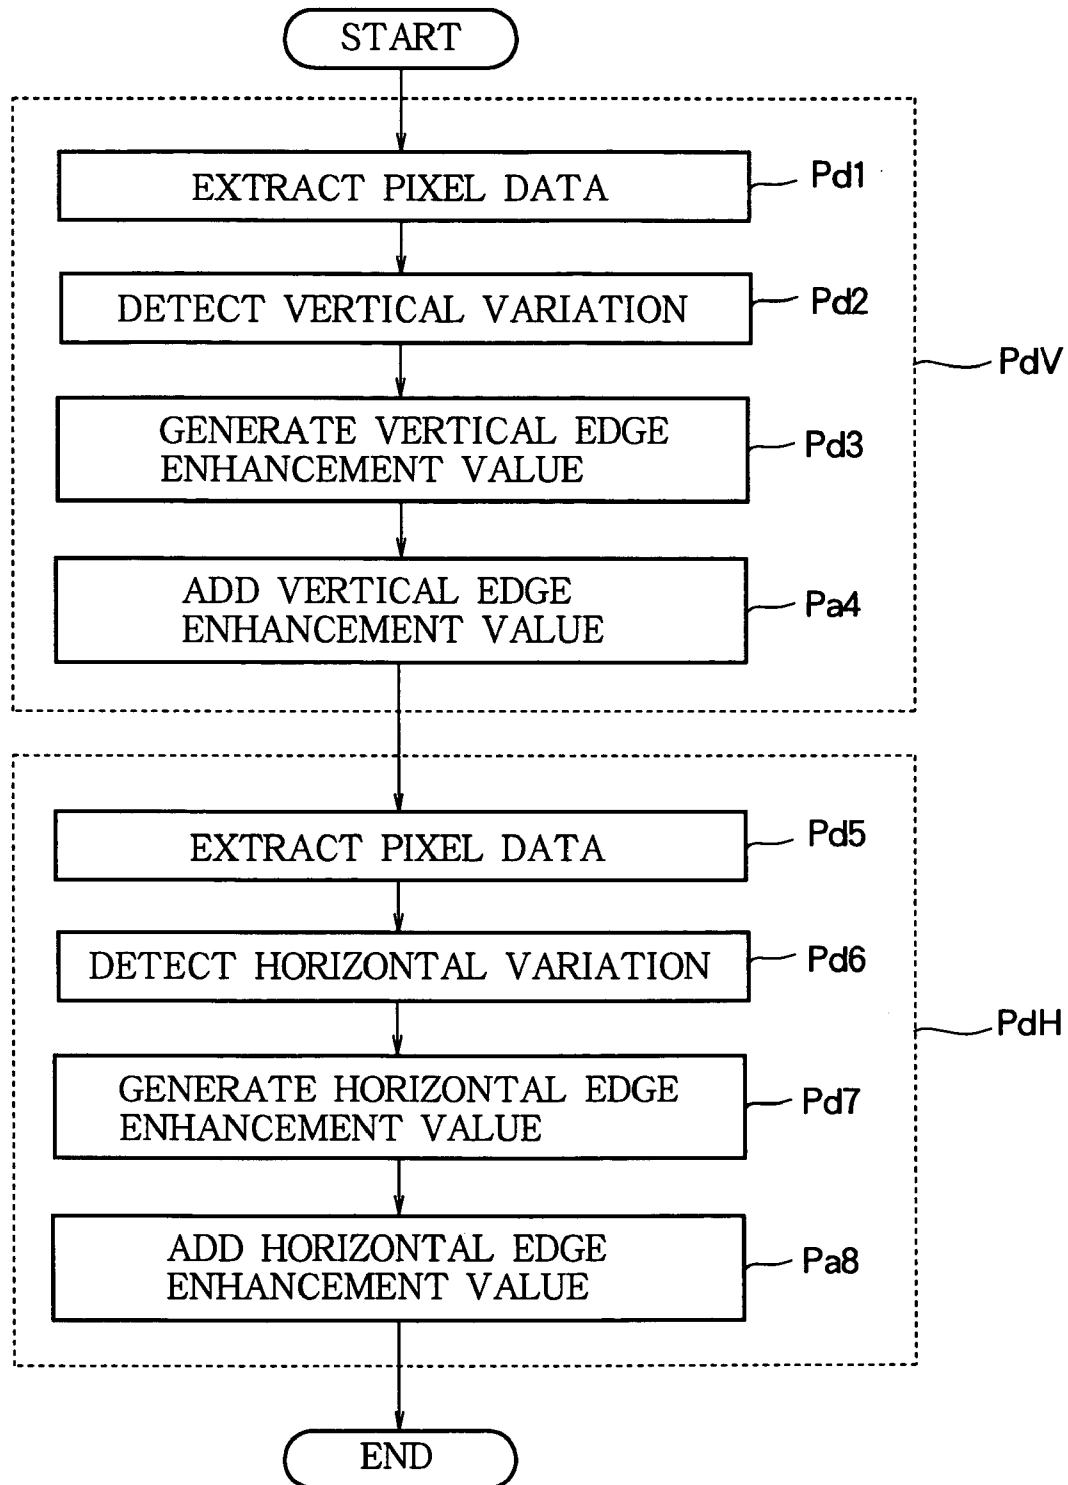 START
EXTRACT PIXEL DATA
Pd1
DETECT VERTICAL VARIATION
Pd2
PdV
GENERATE VERTICAL EDGE
ENHANCEMENT VALUE
Pd3
ADD VERTICAL EDGE
ENHANCEMENT VALUE
Pa4
EXTRACT PIXEL DATA
Pd5
DETECT HORIZONTAL VARIATION
Pd6
PdH
GENERATE HORIZONTAL EDGE
ENHANCEMENT VALUE
Pd7
ADD HORIZONTAL EDGE
ENHANCEMENT VALUE
Pa8
END